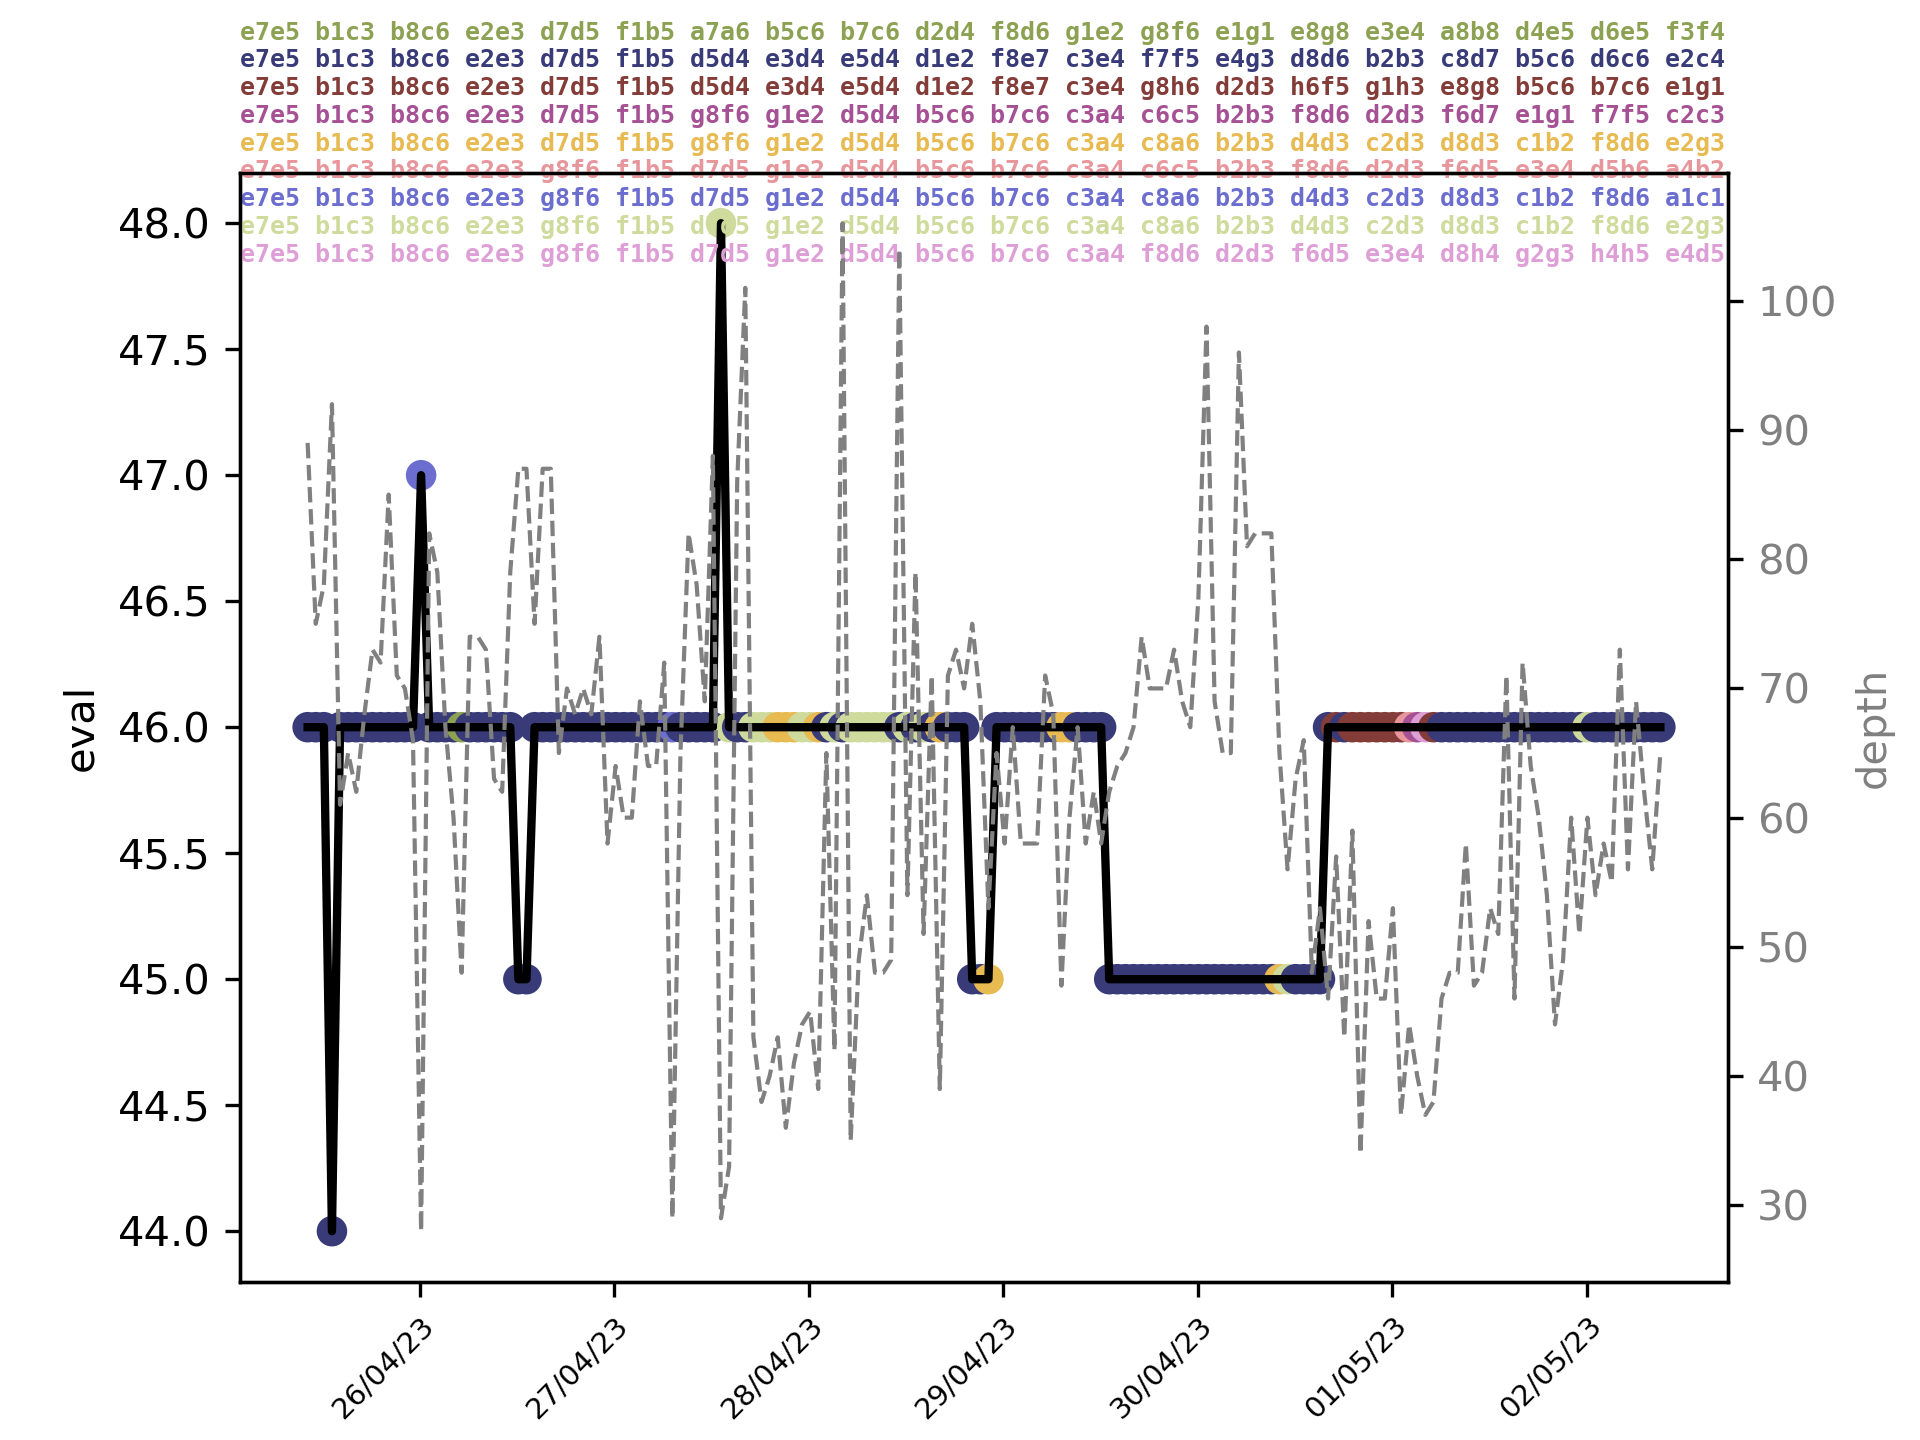 e7e5 b1c3 b8c6 e2e3 d7d5 f1b5 a7a6 b5c6 b7c6 d2d4 f8d6 g1e2 g8f6 e1g1 e8g8 e3e4 a8b8 d4e5 d6e5 f3f4
e7e5 b1c3 b8c6 e2e3 d7d5 f1b5 d5d4 e3d4 e5d4 d1e2 f8e7 c3e4 f7f5 e4g3 d8d6 b2b3 c8d7 b5c6 d6c6 e2c4
e7e5 b1c3 b8c6 e2e3 d7d5 f1b5 d5d4 e3d4 e5d4 d1e2 f8e7 c3e4 g8h6 d2d3 h6f5 g1h3 e8g8 b5c6 b7c6 e1g1
e7e5 b1c3 b8c6 e2e3 d7d5 f1b5 g8f6 g1e2 d5d4 b5c6 b7c6 c3a4 c6c5 b2b3 f8d6 d2d3 f6d7 e1g1 f7f5 c2c3
e7e5 b1c3 b8c6 e2e3 d7d5 f1b5 g8f6 g1e2 d5d4 b5c6 b7c6 c3a4 c8a6 b2b3 d4d3 c2d3 d8d3 c1b2 f8d6 e2g3
e7e5 b1c3 b8c6 e2e3 g8f6 f1b5 d7d5 g1e2 d5d4 b5c6 b7c6 c3a4 c6c5 b2b3 f8d6 d2d3 f6d5 e3e4 d5b6 a4b2
e7e5 b1c3 b8c6 e2e3 g8f6 f1b5 d7d5 g1e2 d5d4 b5c6 b7c6 c3a4 c8a6 b2b3 d4d3 c2d3 d8d3 c1b2 f8d6 a1c1
e7e5 b1c3 b8c6 e2e3 g8f6 f1b5 d7d5 g1e2 d5d4 b5c6 b7c6 c3a4 c8a6 b2b3 d4d3 c2d3 d8d3 c1b2 f8d6 e2g3
e7e5 b1c3 b8c6 e2e3 g8f6 f1b5 d7d5 g1e2 d5d4 b5c6 b7c6 c3a4 f8d6 d2d3 f6d5 e3e4 d8h4 g2g3 h4h5 e4d5
48.0
47.5
47.0
46.5
46.0
45.5
45.0
44.5
44.0
eval
100
90
80
70
60
50
40
30
depth
26/04/23
27/04/23
28/04/23
29/04/23
30/04/23
01/05/23
02/05/23